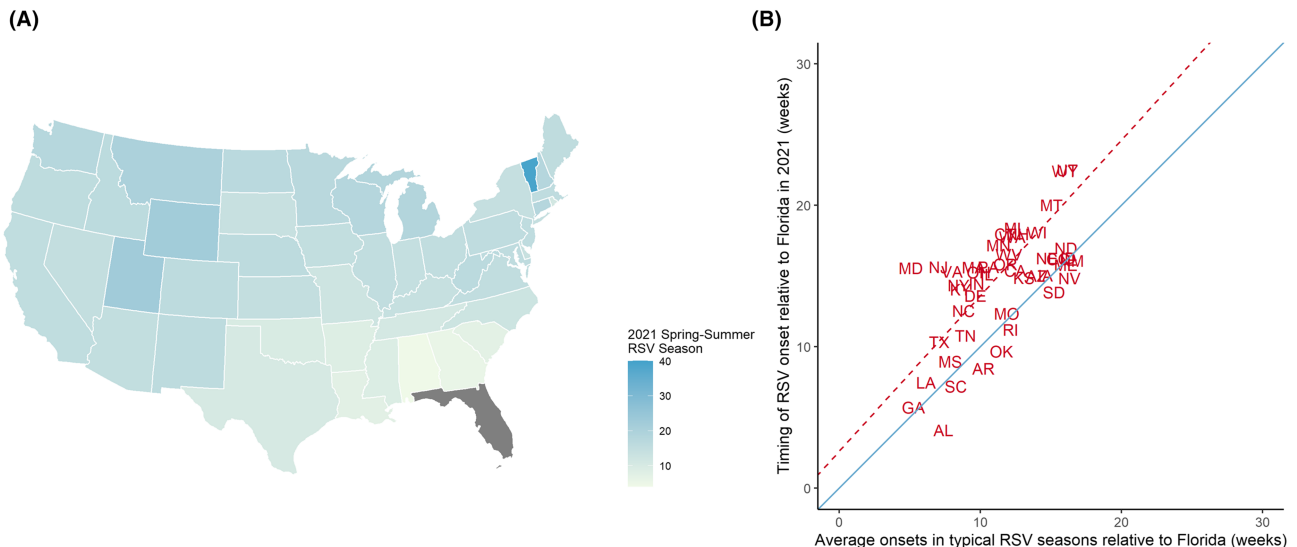 (A)
(B)
2021 Spring-Summer
RSV Season
40
30
20
10
Timing of RSV onset relative to Florida in 2021 (weeks)
30
20
10
0
MT
WI
ND
MD
NJ
VA
NV
SD
DE
NC
MO
RI
TN
TX
OK
MS
AR
LA
SC
GA
AL
KS
0
10
20
30
Average onsets in typical RSV seasons relative to Florida (weeks)